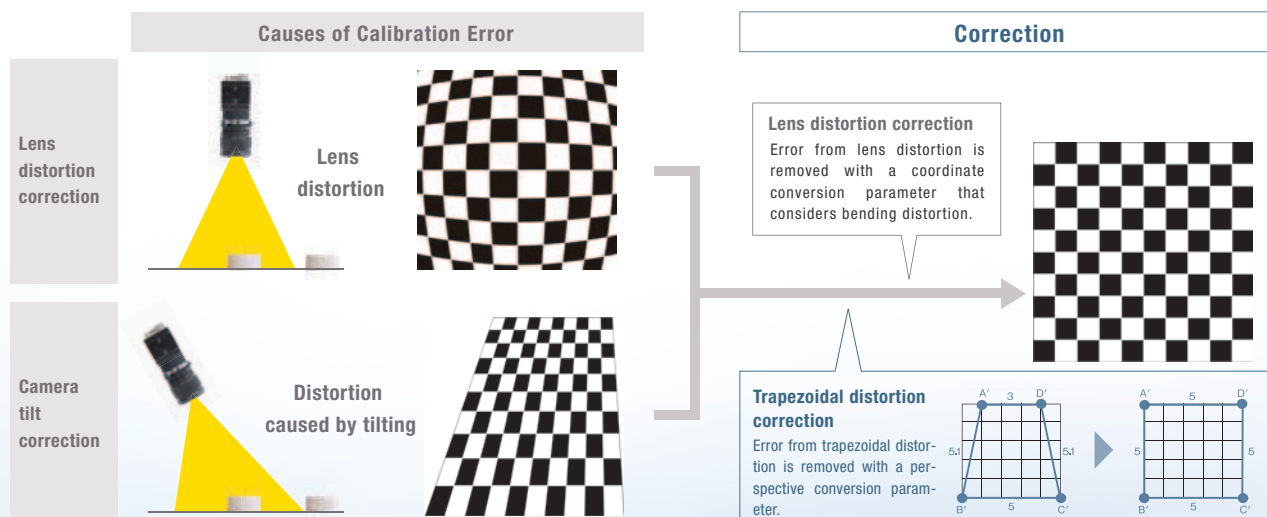 Causes of Calibration Error
Correction
Lens
distortion
correction
Lens
distortion
Lens distortion correction
Error from lens distortion is
removed with a coordinate
conversion parameter that
considers bending distortion.
Camera
tilt
correction
Distortion
caused by tilting
Trapezoidal distortion
correction
Error from trapezoidal distor-
tion is removed with a per-
spective conversion param-
eter.
A′ 3 D′
5.1 5.1
B′ 5 C′
A′ 5 D′
5 5
B′ 5 C′